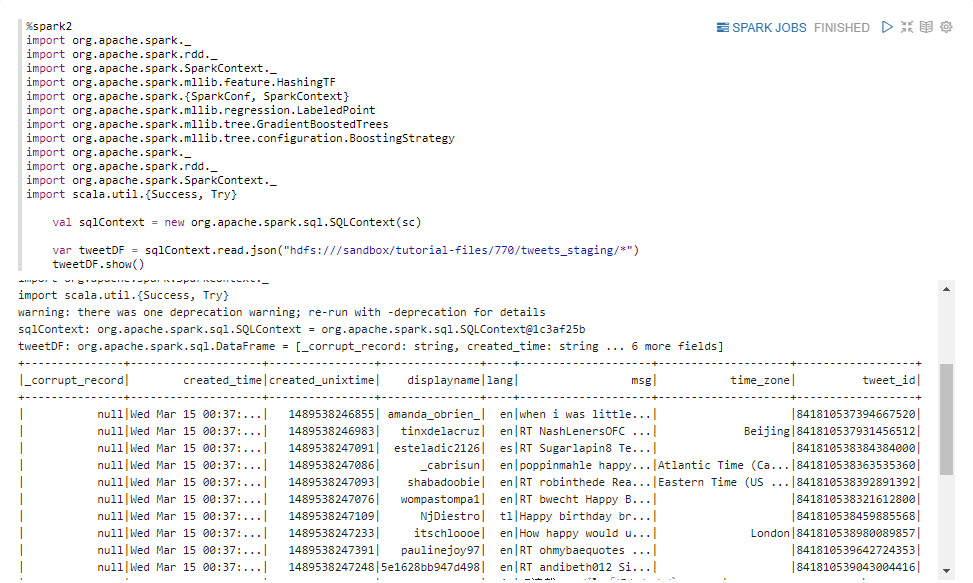 %spark2
SPARK JOBS FINISHED
import org.apache.spark._
import org.apache.spark.rdd._
import org.apache.spark.SparkContext._
import org.apache.spark.mllib.feature.HashingTF
import org.apache.spark.{SparkConf, SparkContext}
import org.apache.spark.mllib.regression.LabeledPoint
import org.apache.spark.mllib.tree.GradientBoostedTrees
import org.apache.spark.mllib.tree.configuration.BoostingStrategy
import org.apache.spark._
import org.apache.spark.rdd._
import org.apache.spark.SparkContext._
import scala.util.{Success, Try}
val sqlContext = new org.apache.spark.sql.SQLContext(sc)
var tweetDF = sqlContext.read.json("hdfs:///sandbox/tutorial-files/770/tweets_staging/*")
tweetDF.show()
import org.apache.spark.SparkContext._
import scala.util.{Success, Try}
warning: there was one deprecation warning; re-run with -deprecation for details
sqlContext: org.apache.spark.sql.SQLContext = org.apache.spark.sql.SQLContext@1c3af25b
tweetDF: org.apache.spark.sql.DataFrame = [_corrupt_record: string, created_time: string ... 6 more fields]
+---------------+--------------------+----------------+---------------+----+--------------------+--------------------+------------------+
|_corrupt_record| created_time|created_unixtime| displayname|lang| msg| time_zone| tweet_id|
+---------------+--------------------+----------------+---------------+----+--------------------+--------------------+------------------+
| null|Wed Mar 15 00:37:...| 1489538246855| amanda_obrien_| en|when i was little...| |841810537394667520|
| null|Wed Mar 15 00:37:...| 1489538246983| tinxdelacruz| en|RT NashLenersOFC ...| Beijing|841810537931456512|
| null|Wed Mar 15 00:37:...| 1489538247091| esteladic2126| es|RT Sugarlapin8 Te...| |841810538384384000|
| null|Wed Mar 15 00:37:...| 1489538247086| _cabrisun| en|poppinmahle happy...|Atlantic Time (Ca...|841810538363535360|
| null|Wed Mar 15 00:37:...| 1489538247093| shabadoobie| en|RT robinthede Rea...|Eastern Time (US ...|841810538392891392|
| null|Wed Mar 15 00:37:...| 1489538247076| wompastompa1| en|RT bwecht Happy B...| |841810538321612800|
| null|Wed Mar 15 00:37:...| 1489538247109| NjDiestro| tl|Happy birthday br...| |841810538459885568|
| null|Wed Mar 15 00:37:...| 1489538247233| itschloooe| en|How happy would u...| London|841810538980089857|
| null|Wed Mar 15 00:37:...| 1489538247391| paulinejoy97| en|RT ohmybaequotes ...| |841810539642724353|
| null|Wed Mar 15 00:37:...| 1489538247248|5e1628bb947d498| en|RT andibeth012 Si...| |841810539043004416|